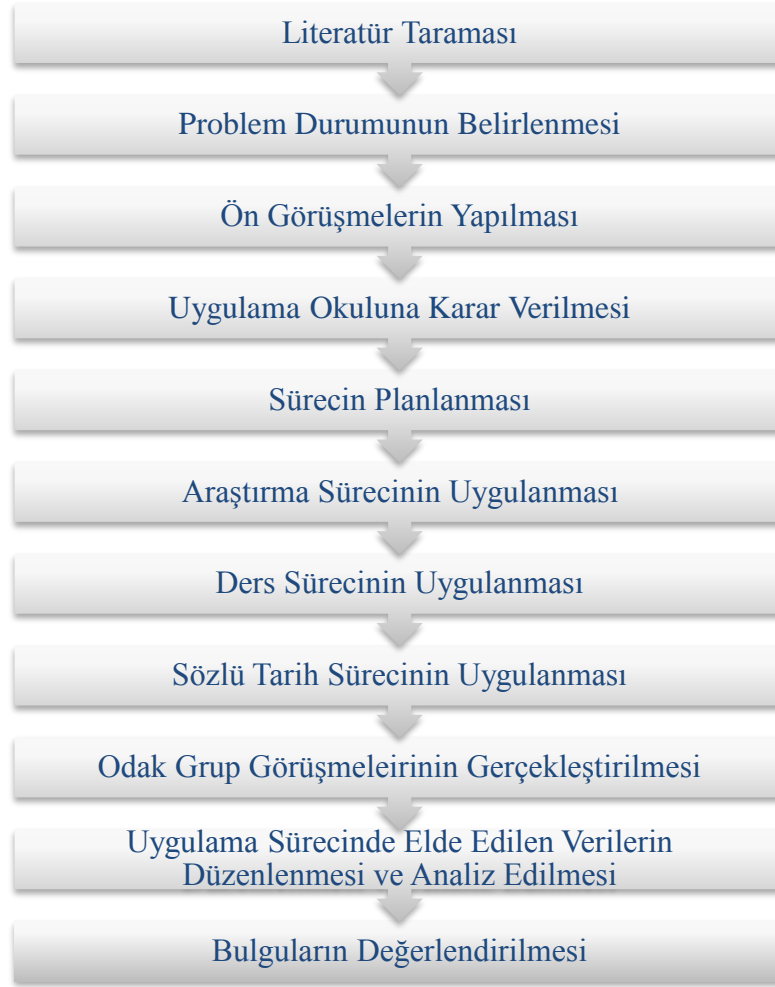 Literatür Taraması
Problem Durumunun Belirlenmesi
Ön Görüşmelerin Yapılması
Uygulama Okuluna Karar Verilmesi
Sürecin Planlanması
Araştırma Sürecinin Uygulanması
Ders Sürecinin Uygulanması
Sözlü Tarih Sürecinin Uygulanması
Odak Grup Görüşmeleirinin Gerçekleştirilmesi
Uygulama Sürecinde Elde Edilen Verilerin
Düzenlenmesi ve Analiz Edilmesi
Bulguların Değerlendirilmesi